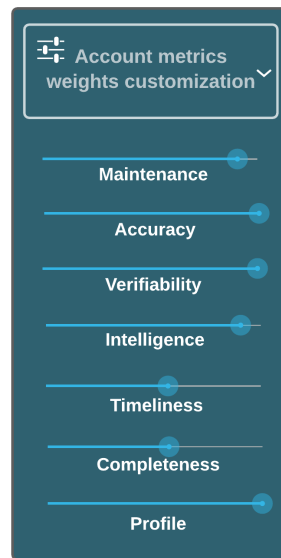 Account metrics
weights customization
Maintenance
Accuracy
Verifiability
Intelligence
Timeliness
Completeness
Profile